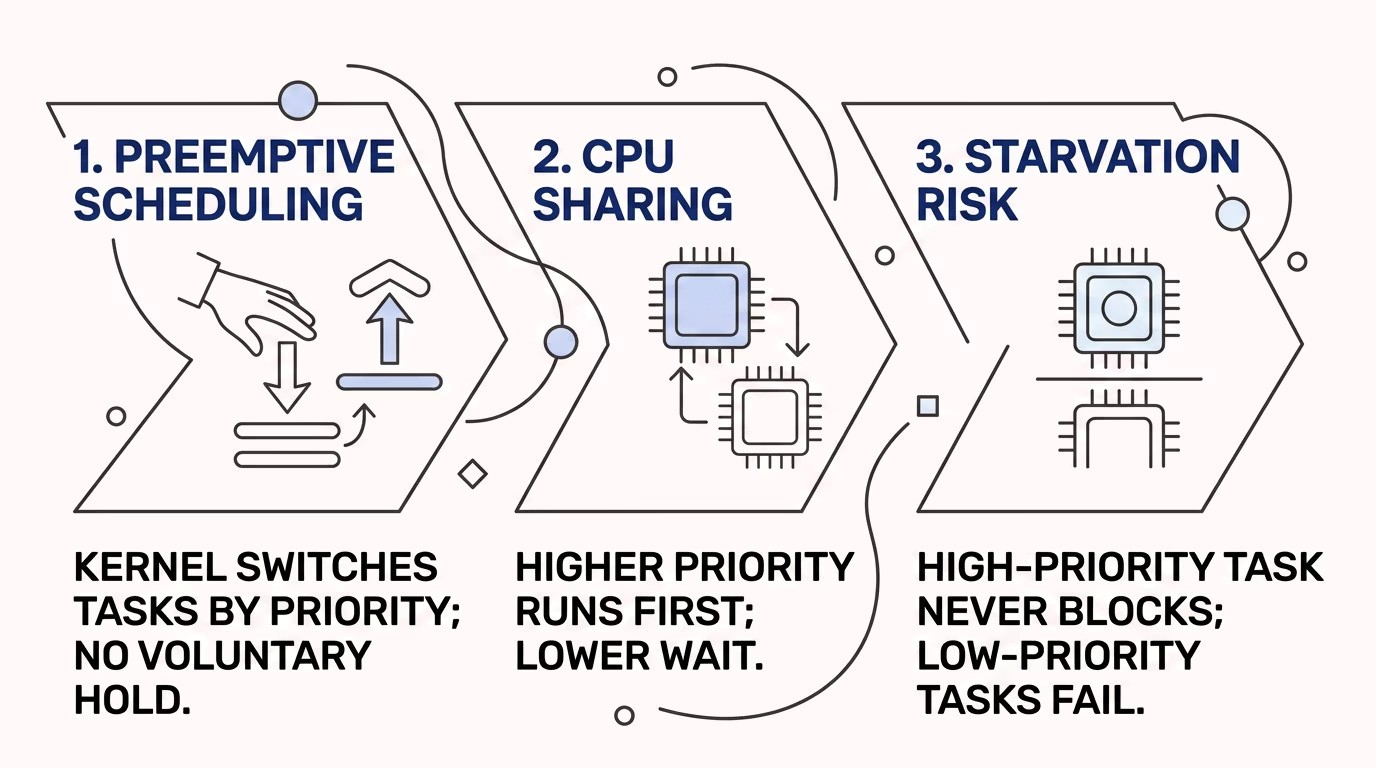 1. PREEMPTIVE
SCHEDULING
KERNEL SWITCHES
TASKS BY PRIORITY;
NO VOLUNTARY
HOLD.
2. CPU
SHARING
HIGHER PRIORITY
RUNS FIRST;
LOWER WAIT.
3. STARVATION
RISK
HIGH-PRIORITY TASK
NEVER BLOCKS;
LOW-PRIORITY
TASKS FAIL.